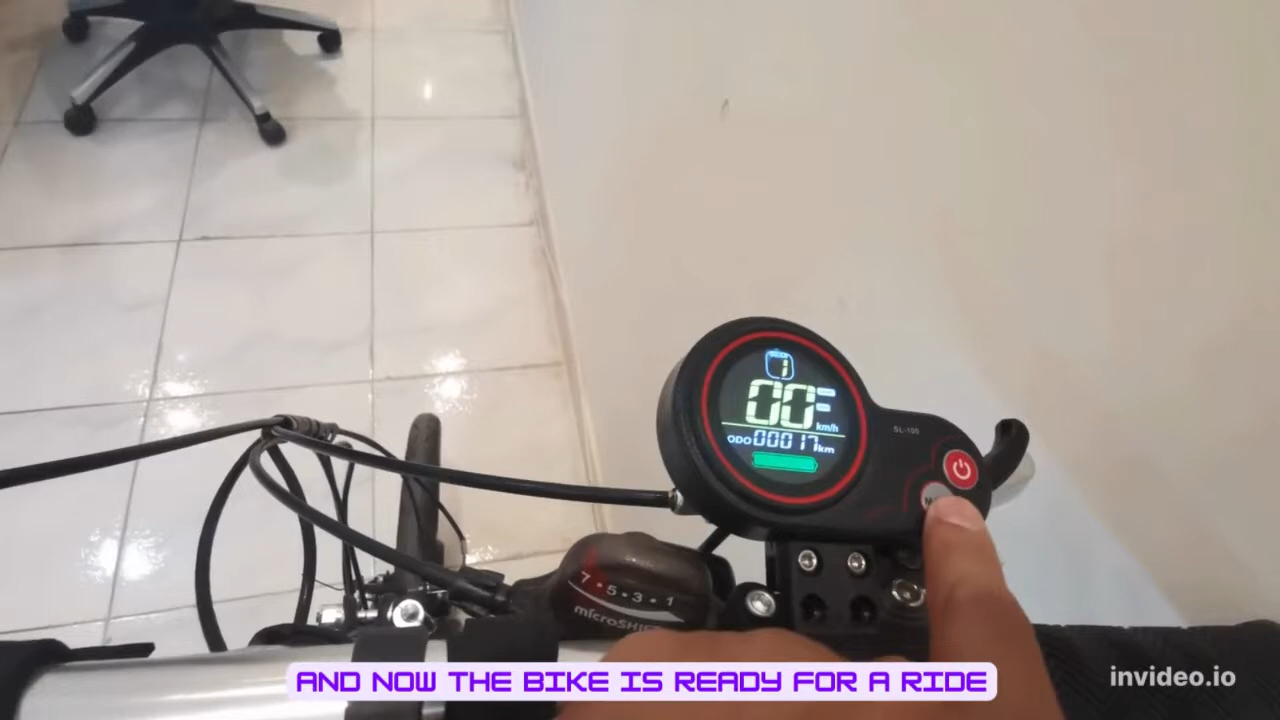 1
00
km/h
ODO 00017 km
SL-100
7•5•3•1
AND NOW THE BIKE IS READY FOR A RIDE
invideo.io